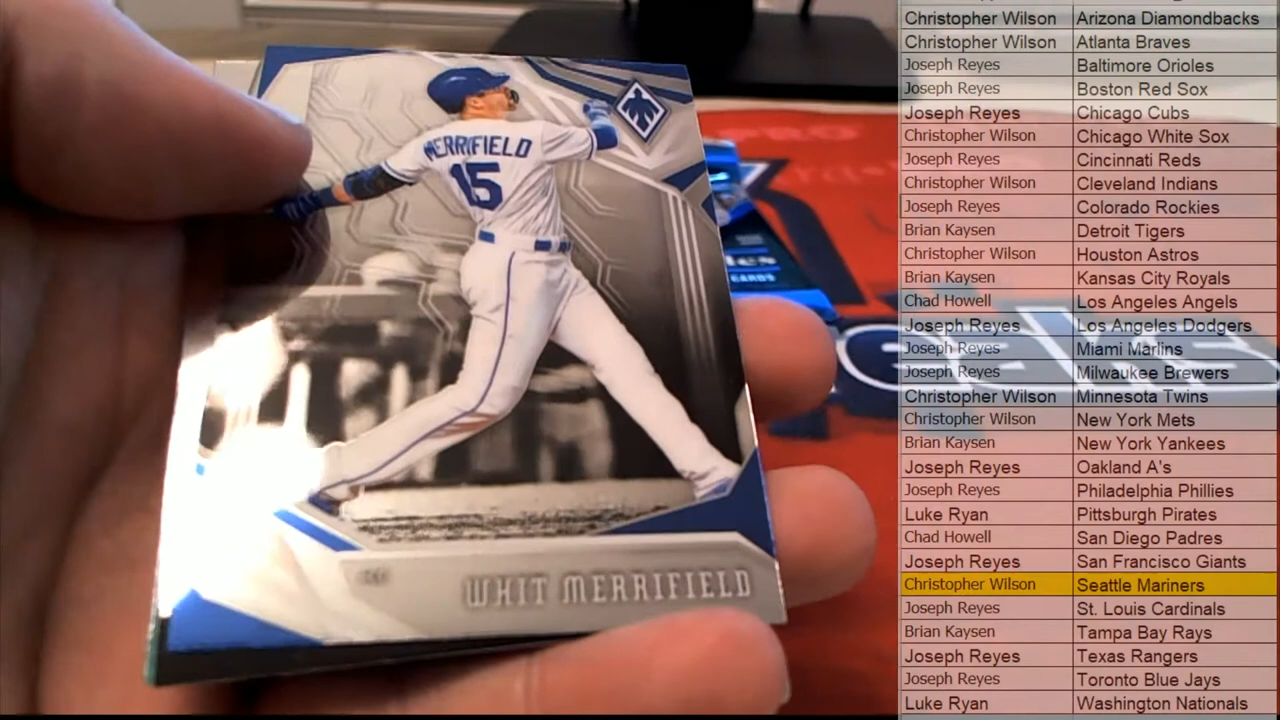 MERRIFIELD
15
WHIT MERRIFIELD
CARDS
PRO
Christopher Wilson Arizona Diamondbacks
Christopher Wilson Atlanta Braves
Joseph Reyes Baltimore Orioles
Joseph Reyes Boston Red Sox
Joseph Reyes Chicago Cubs
Christopher Wilson Chicago White Sox
Joseph Reyes Cincinnati Reds
Christopher Wilson Cleveland Indians
Joseph Reyes Colorado Rockies
Brian Kaysen Detroit Tigers
Christopher Wilson Houston Astros
Brian Kaysen Kansas City Royals
Chad Howell Los Angeles Angels
Joseph Reyes Los Angeles Dodgers
Joseph Reyes Miami Marlins
Joseph Reyes Milwaukee Brewers
Christopher Wilson Minnesota Twins
Christopher Wilson New York Mets
Brian Kaysen New York Yankees
Joseph Reyes Oakland A's
Joseph Reyes Philadelphia Phillies
Luke Ryan Pittsburgh Pirates
Chad Howell San Diego Padres
Joseph Reyes San Francisco Giants
Christopher Wilson Seattle Mariners
Joseph Reyes St. Louis Cardinals
Brian Kaysen Tampa Bay Rays
Joseph Reyes Texas Rangers
Joseph Reyes Toronto Blue Jays
Luke Ryan Washington Nationals